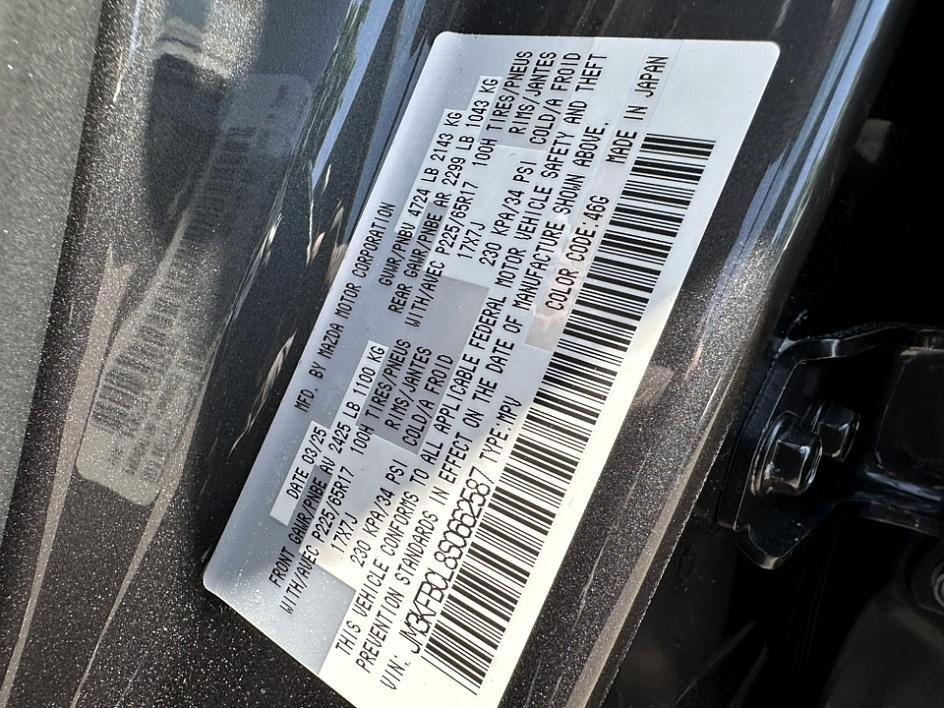 MFD. BY MAZDA MOTOR CORPORATION
DATE 03/25 GVWR/PNBV 4724 LB 2143 KG
FRONT GAWR/PNBE AV 2425 LB 1100 KG REAR GAWR/PNBE AR 2299 LB 1043 KG
WITH/AVEC P225/65R17 100H TIRES/PNEUS WITH/AVEC P225/65R17 100H TIRES/PNEUS
17X7J RIMS/JANTES 17X7J RIMS/JANTES
230 KPA/34 PSI COLD/A FROID 230 KPA/34 PSI COLD/A FROID
THIS VEHICLE CONFORMS TO ALL APPLICABLE FEDERAL MOTOR VEHICLE SAFETY AND THEFT
PREVENTION STANDARDS IN EFFECT ON THE DATE OF MANUFACTURE SHOWN ABOVE.
VIN: JM3KFBCL8S0662587 TYPE:MPV COLOR CODE:46G MADE IN JAPAN